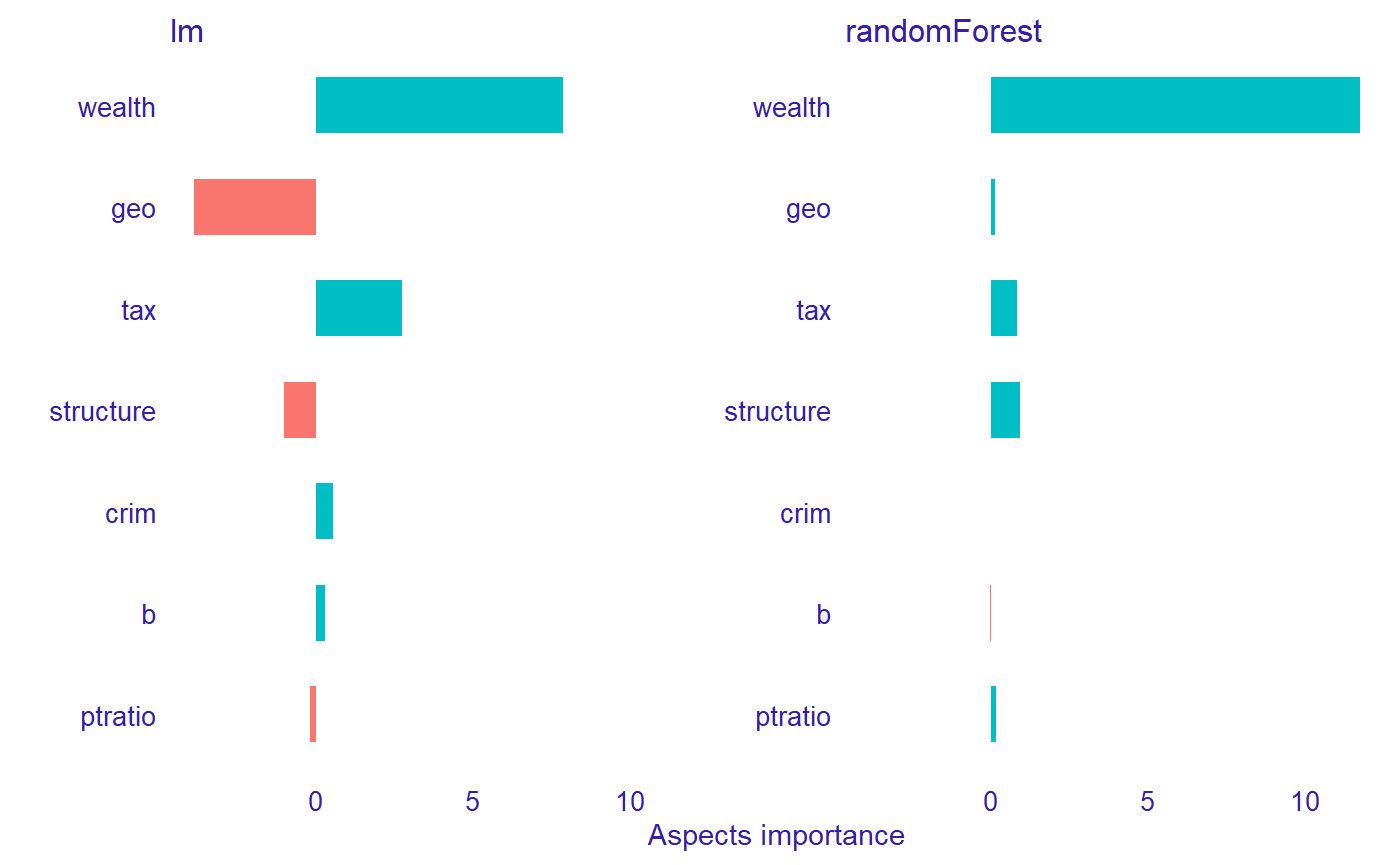 lm
wealth
geo
tax
structure
crim
b
ptratio
0 5 10
randomForest
wealth
geo
tax
structure
crim
b
ptratio
0 5 10
Aspects importance